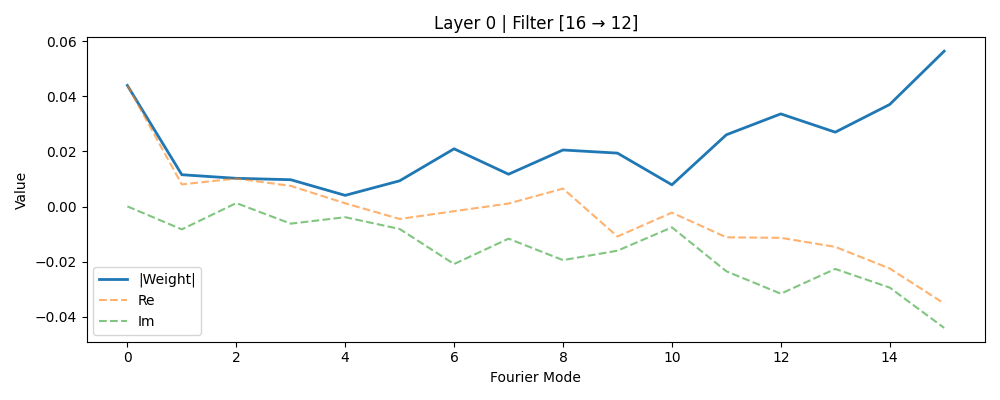 Layer 0 | Filter [16 → 12]
0.06
0.04
0.02
0.00
−0.02
−0.04
Value
|Weight|
Re
Im
0 2 4 6 8 10 12 14
Fourier Mode